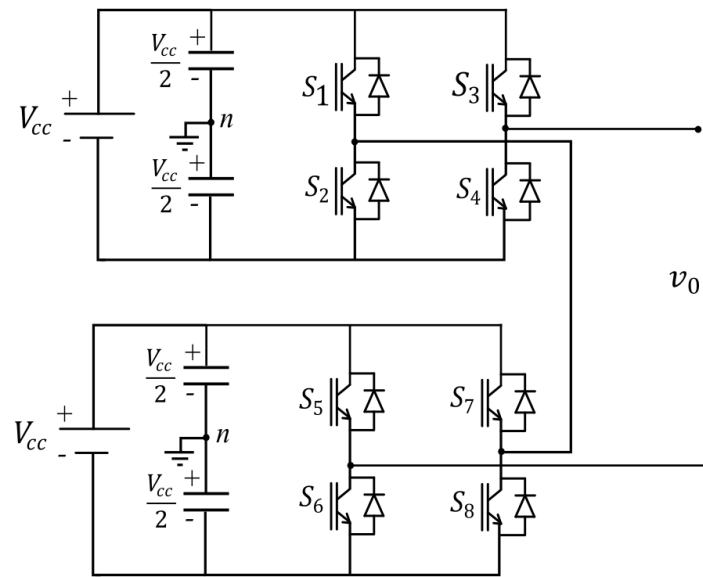 +
V_cc/2
-
S_1
S_3
+
V_cc
-
n
V_cc/2
+
-
S_2
S_4
v_0
+
V_cc/2
-
S_5
S_7
+
V_cc
-
n
V_cc/2
+
-
S_6
S_8